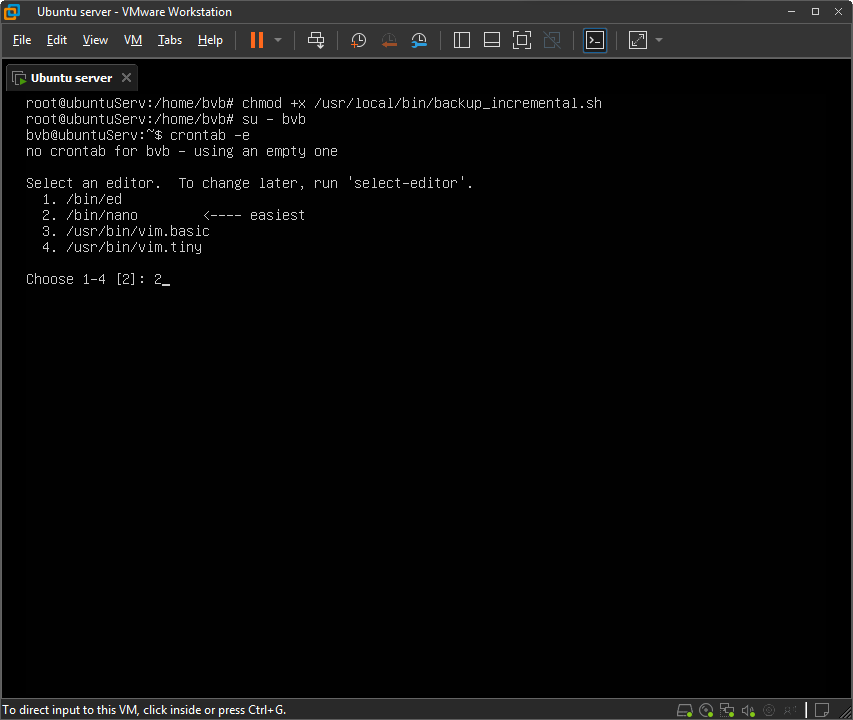 Ubuntu server - VMware Workstation
File Edit View VM Tabs Help
Ubuntu server
root@ubuntuServ:/home/bvb# chmod +x /usr/local/bin/backup_incremental.sh
root@ubuntuServ:/home/bvb# su - bvb
bvb@ubuntuServ:~$ crontab -e
no crontab for bvb - using an empty one
Select an editor.  To change later, run 'select-editor'.
  1. /bin/ed
  2. /bin/nano        <---- easiest
  3. /usr/bin/vim.basic
  4. /usr/bin/vim.tiny
Choose 1-4 [2]: 2_
To direct input to this VM, click inside or press Ctrl+G.